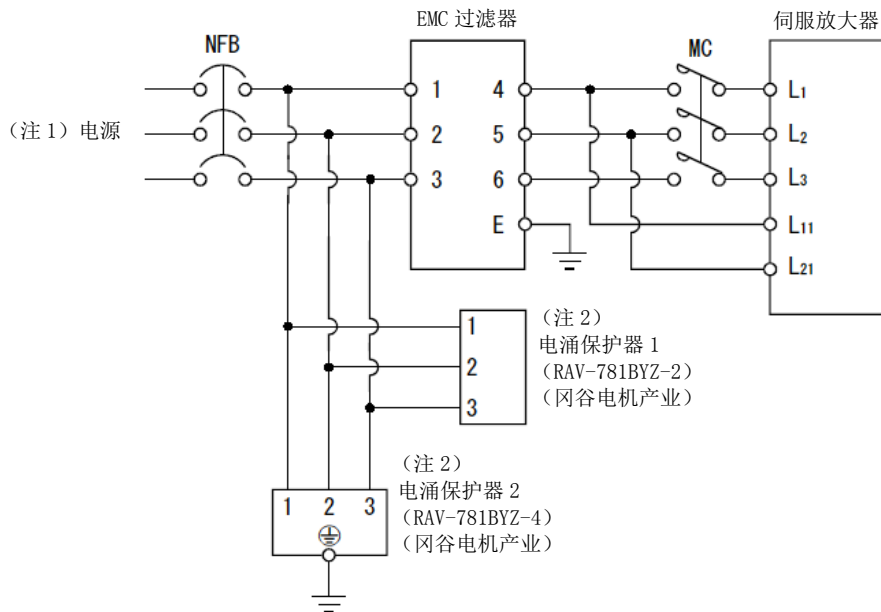 EMC 过滤器
伺服放大器
NFB
MC
1
4
L1
(注 1) 电源
2
5
L2
3
6
L3
E
L11
L21
1
2
3
(注 2)
电涌保护器 1
(RAV-781BYZ-2)
(冈谷电机产业)
1 2 3
(注 2)
电涌保护器 2
(RAV-781BYZ-4)
(冈谷电机产业)